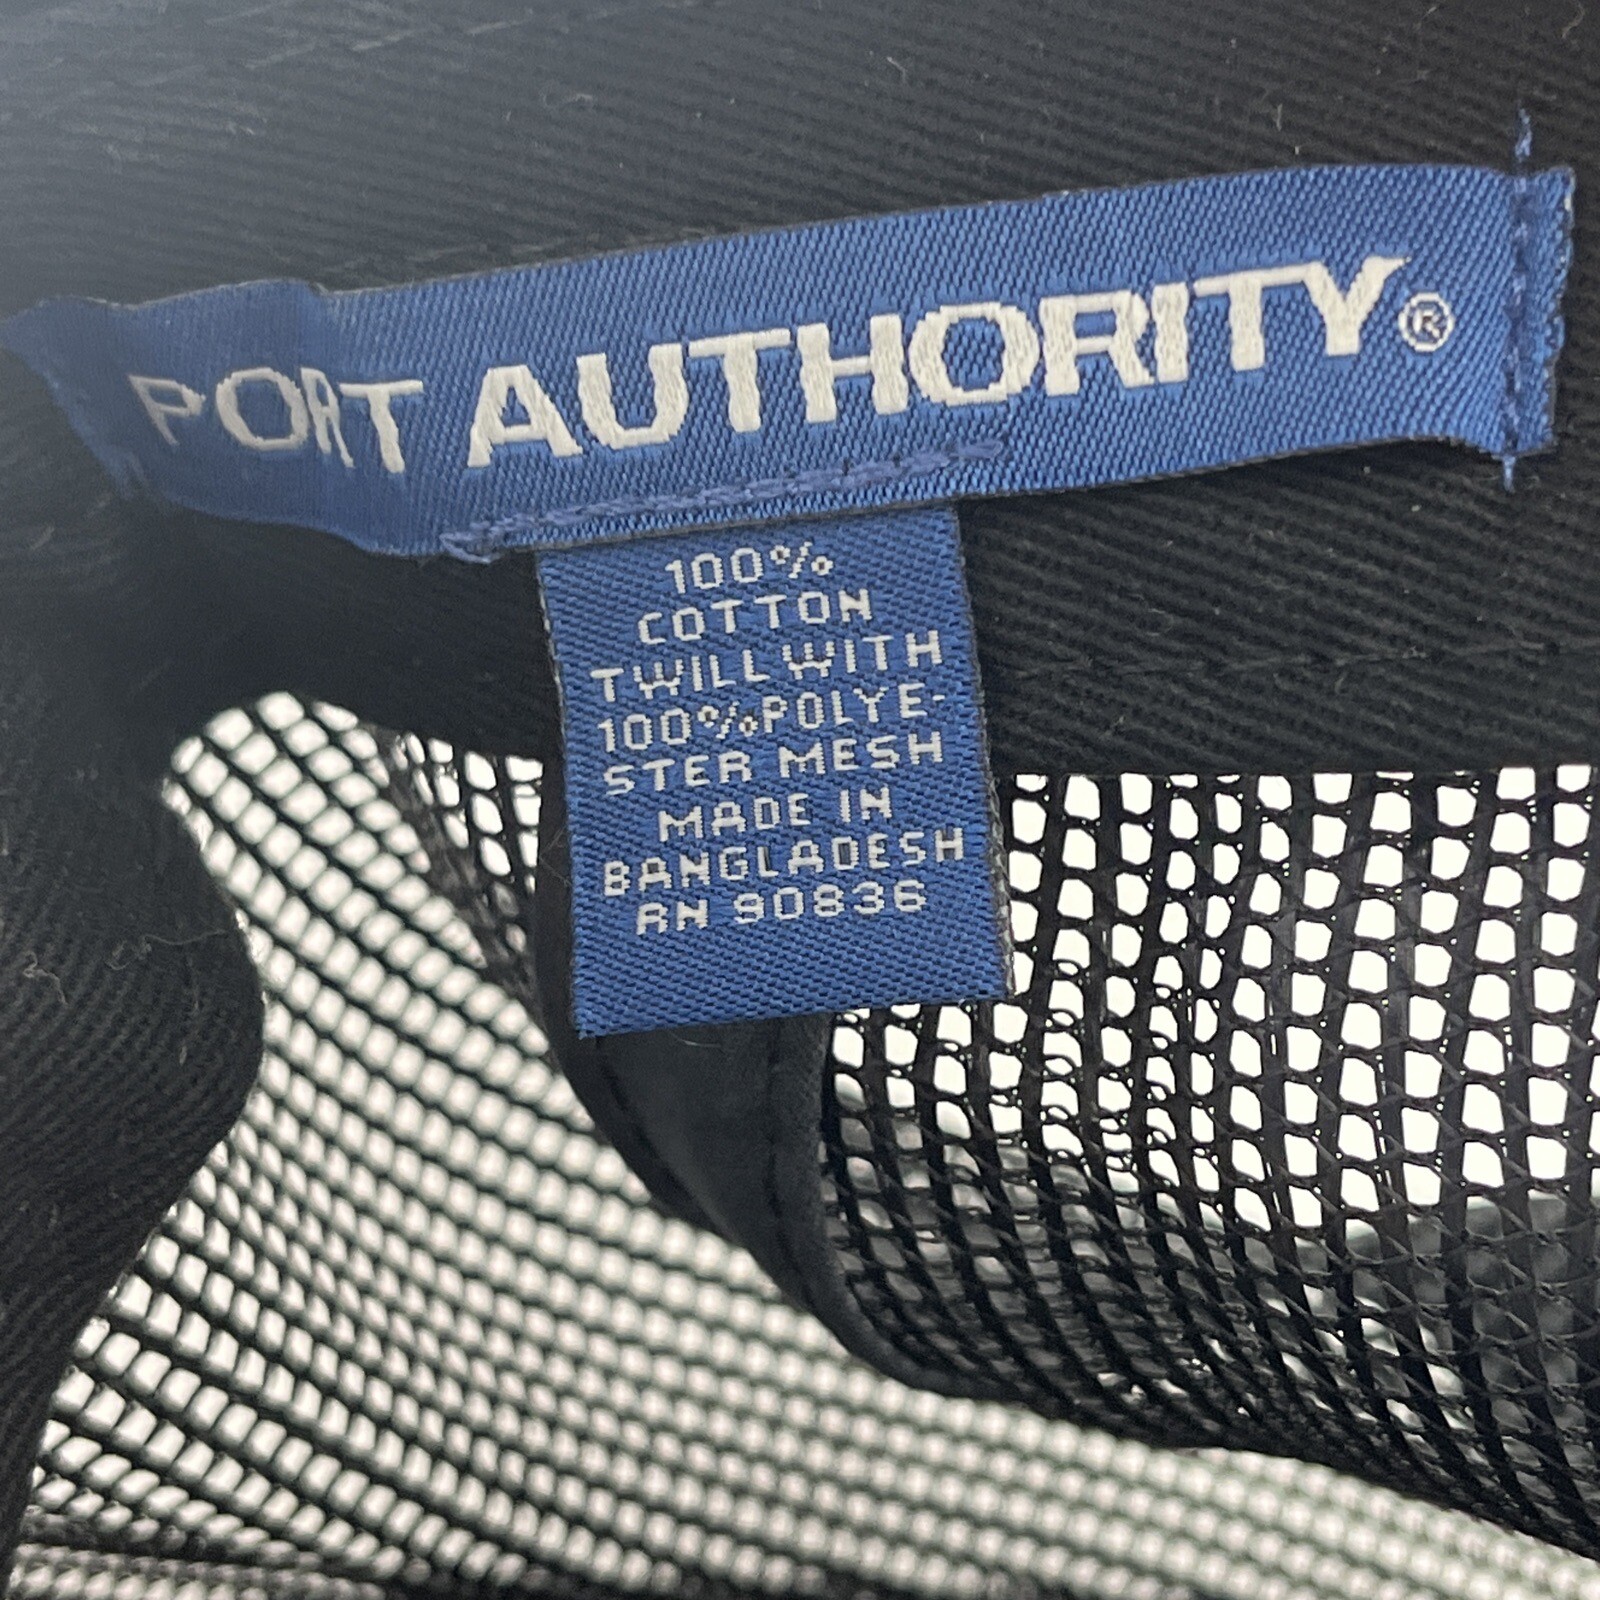 PORT AUTHORITY®
100%
COTTON
TWILL WITH
100% POLYE-
STER MESH
MADE IN
BANGLADESH
RN 90836